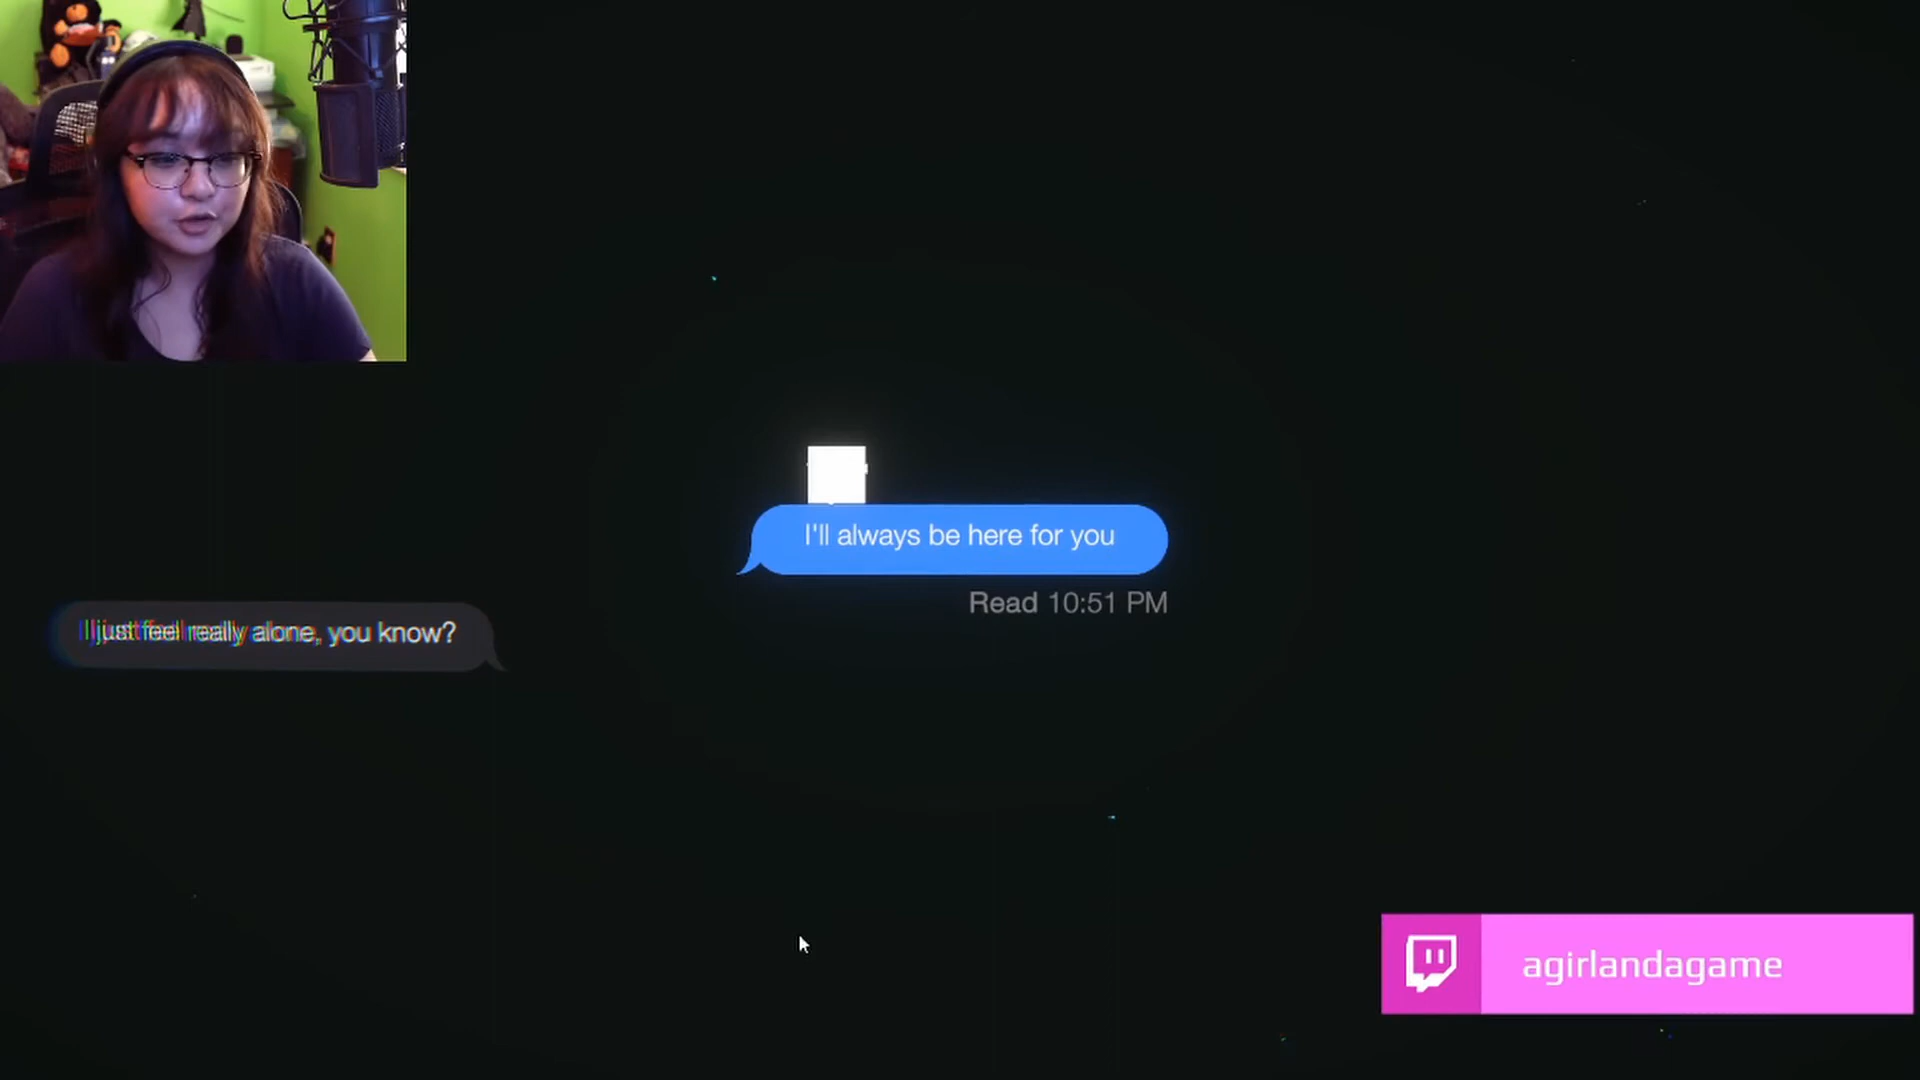 I'll always be here for you
Read 10:51 PM
I just feel really alone, you know?
agirlandagame